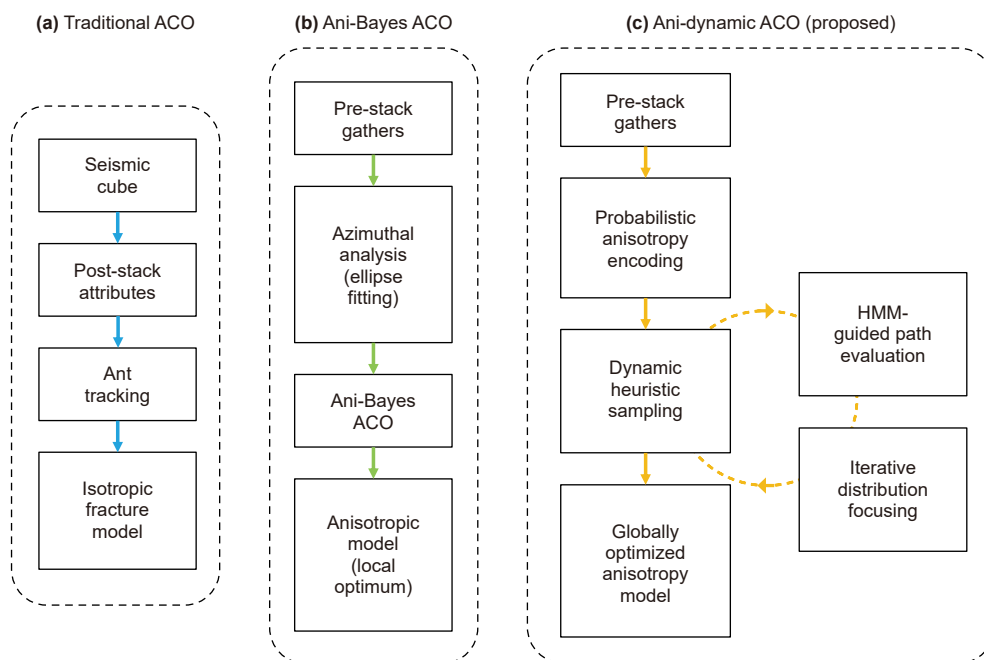 (a) Traditional ACO
Seismic
cube
Post-stack
attributes
Ant
tracking
Isotropic
fracture
model
(b) Ani-Bayes ACO
Pre-stack
gathers
Azimuthal
analysis
(ellipse
fitting)
Ani-Bayes
ACO
Anisotropic
model
(local
optimum)
(c) Ani-dynamic ACO (proposed)
Pre-stack
gathers
Probabilistic
anisotropy
encoding
Dynamic
heuristic
sampling
HMM-
guided path
evaluation
Iterative
distribution
focusing
Globally
optimized
anisotropy
model